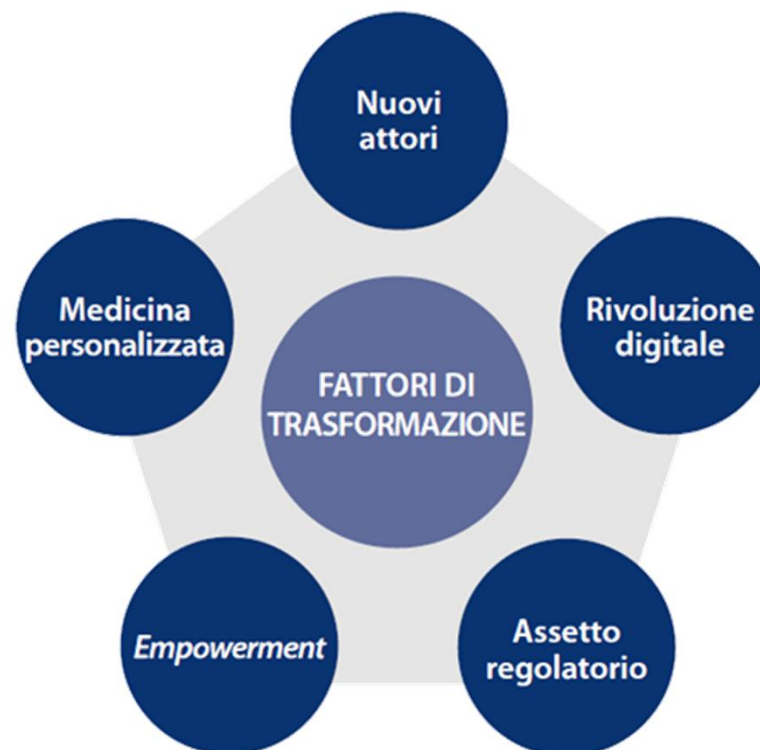 Nuovi
attori
Medicina
personalizzata
Rivoluzione
digitale
FATTORI DI
TRASFORMAZIONE
Empowerment
Assetto
regolatorio